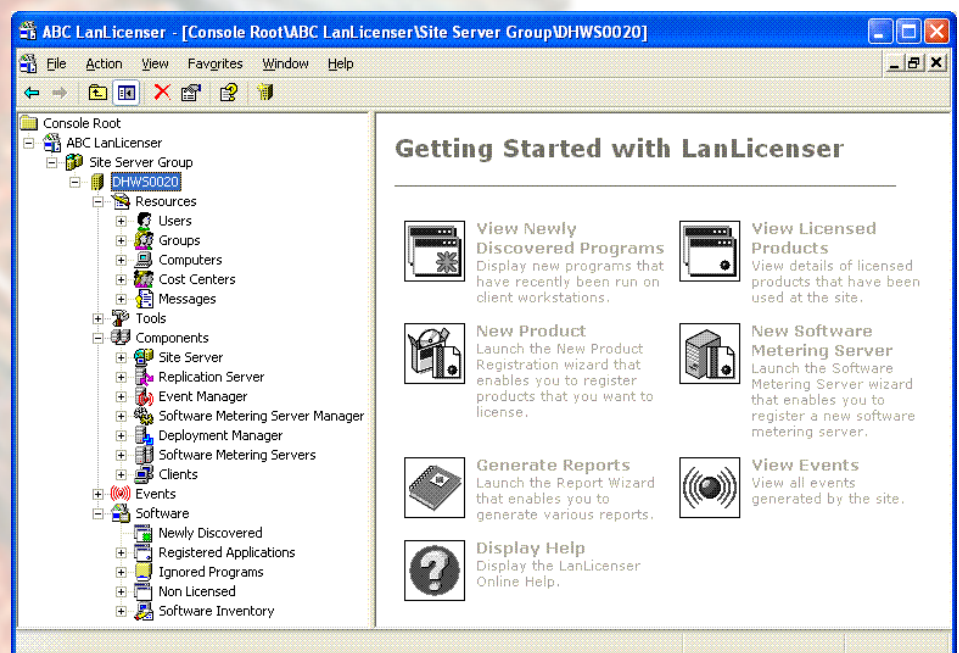 ABC LanLicenser - [Console Root\ABC LanLicenser\Site Server Group\DHWS0020]
File Action View Favorites Window Help
Console Root
ABC LanLicenser
Site Server Group
DHWS0020
Resources
Users
Groups
Computers
Cost Centers
Messages
Tools
Components
Site Server
Replication Server
Event Manager
Software Metering Server Manager
Deployment Manager
Software Metering Servers
Clients
Events
Software
Newly Discovered
Registered Applications
Ignored Programs
Non Licensed
Software Inventory
Getting Started with LanLicenser
View Newly
Discovered Programs
Display new programs that
have recently been run on
client workstations.
View Licensed
Products
View details of licensed
products that have been
used at the site.
New Product
Launch the New Product
Registration wizard that
enables you to register
products that you want to
license.
New Software
Metering Server
Launch the Software
Metering Server wizard
that enables you to
register a new software
metering server.
Generate Reports
Launch the Report Wizard
that enables you to
generate various reports.
View Events
View all events
generated by the site.
Display Help
Display the LanLicenser
Online Help.